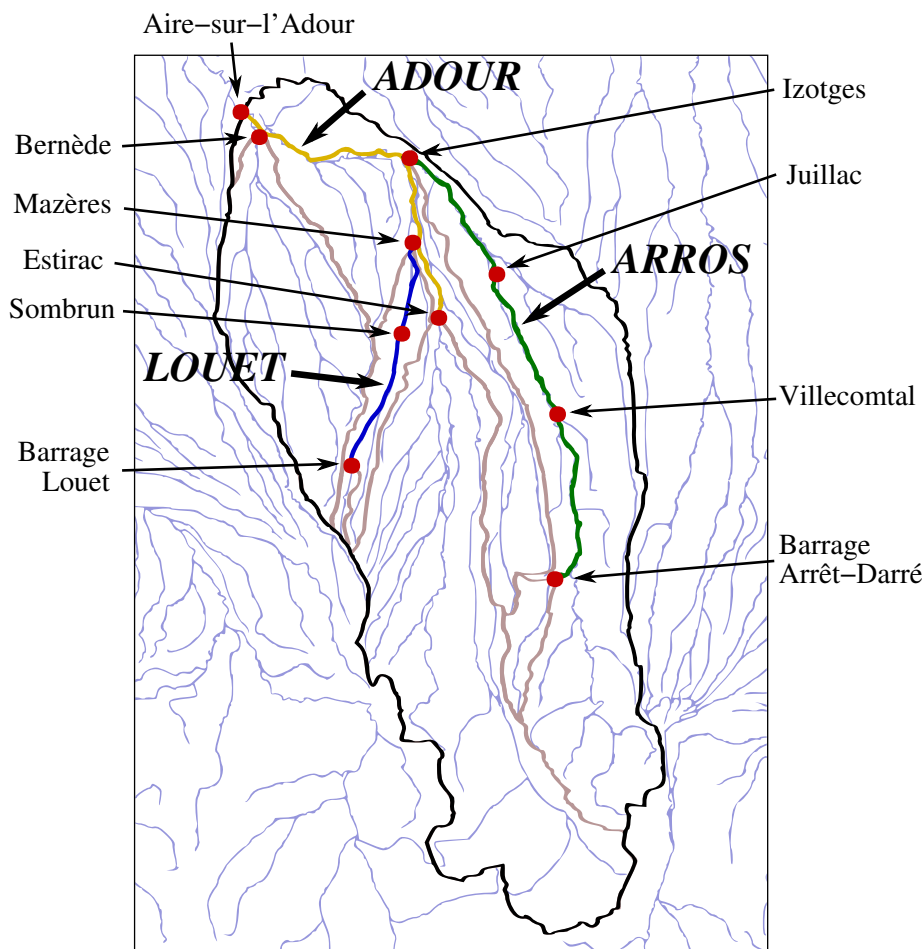 Aire−sur−l'Adour
ADOUR
Izotges
Bernède
Juillac
Mazères
Estirac
ARROS
Sombrun
LOUET
Villecomtal
Barrage
Louet
Barrage
Arrêt−Darré